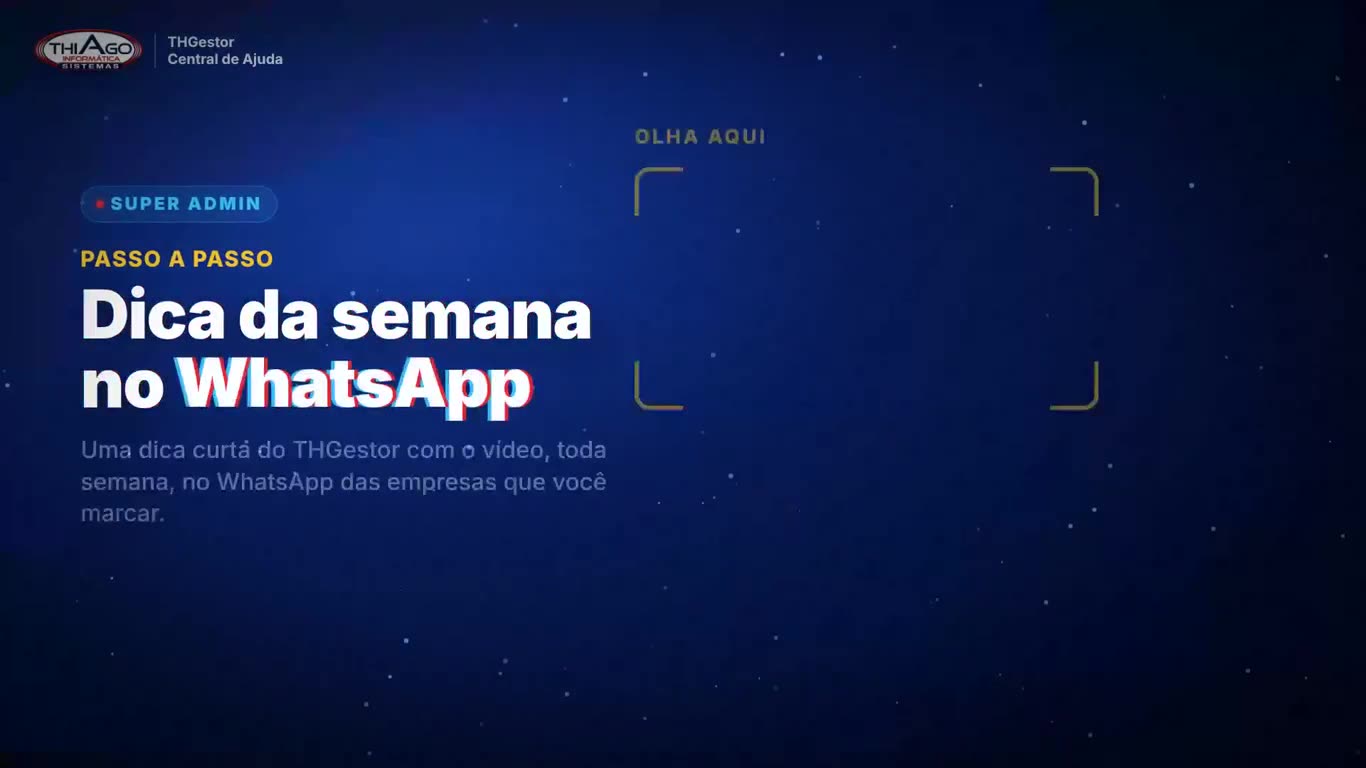 THIAGO
INFORMÁTICA
SISTEMAS
THGestor
Central de Ajuda
OLHA AQUI
SUPER ADMIN
PASSO A PASSO
Dica da semana
no WhatsApp
Uma dica curta do THGestor com o vídeo, toda
semana, no WhatsApp das empresas que você
marcar.